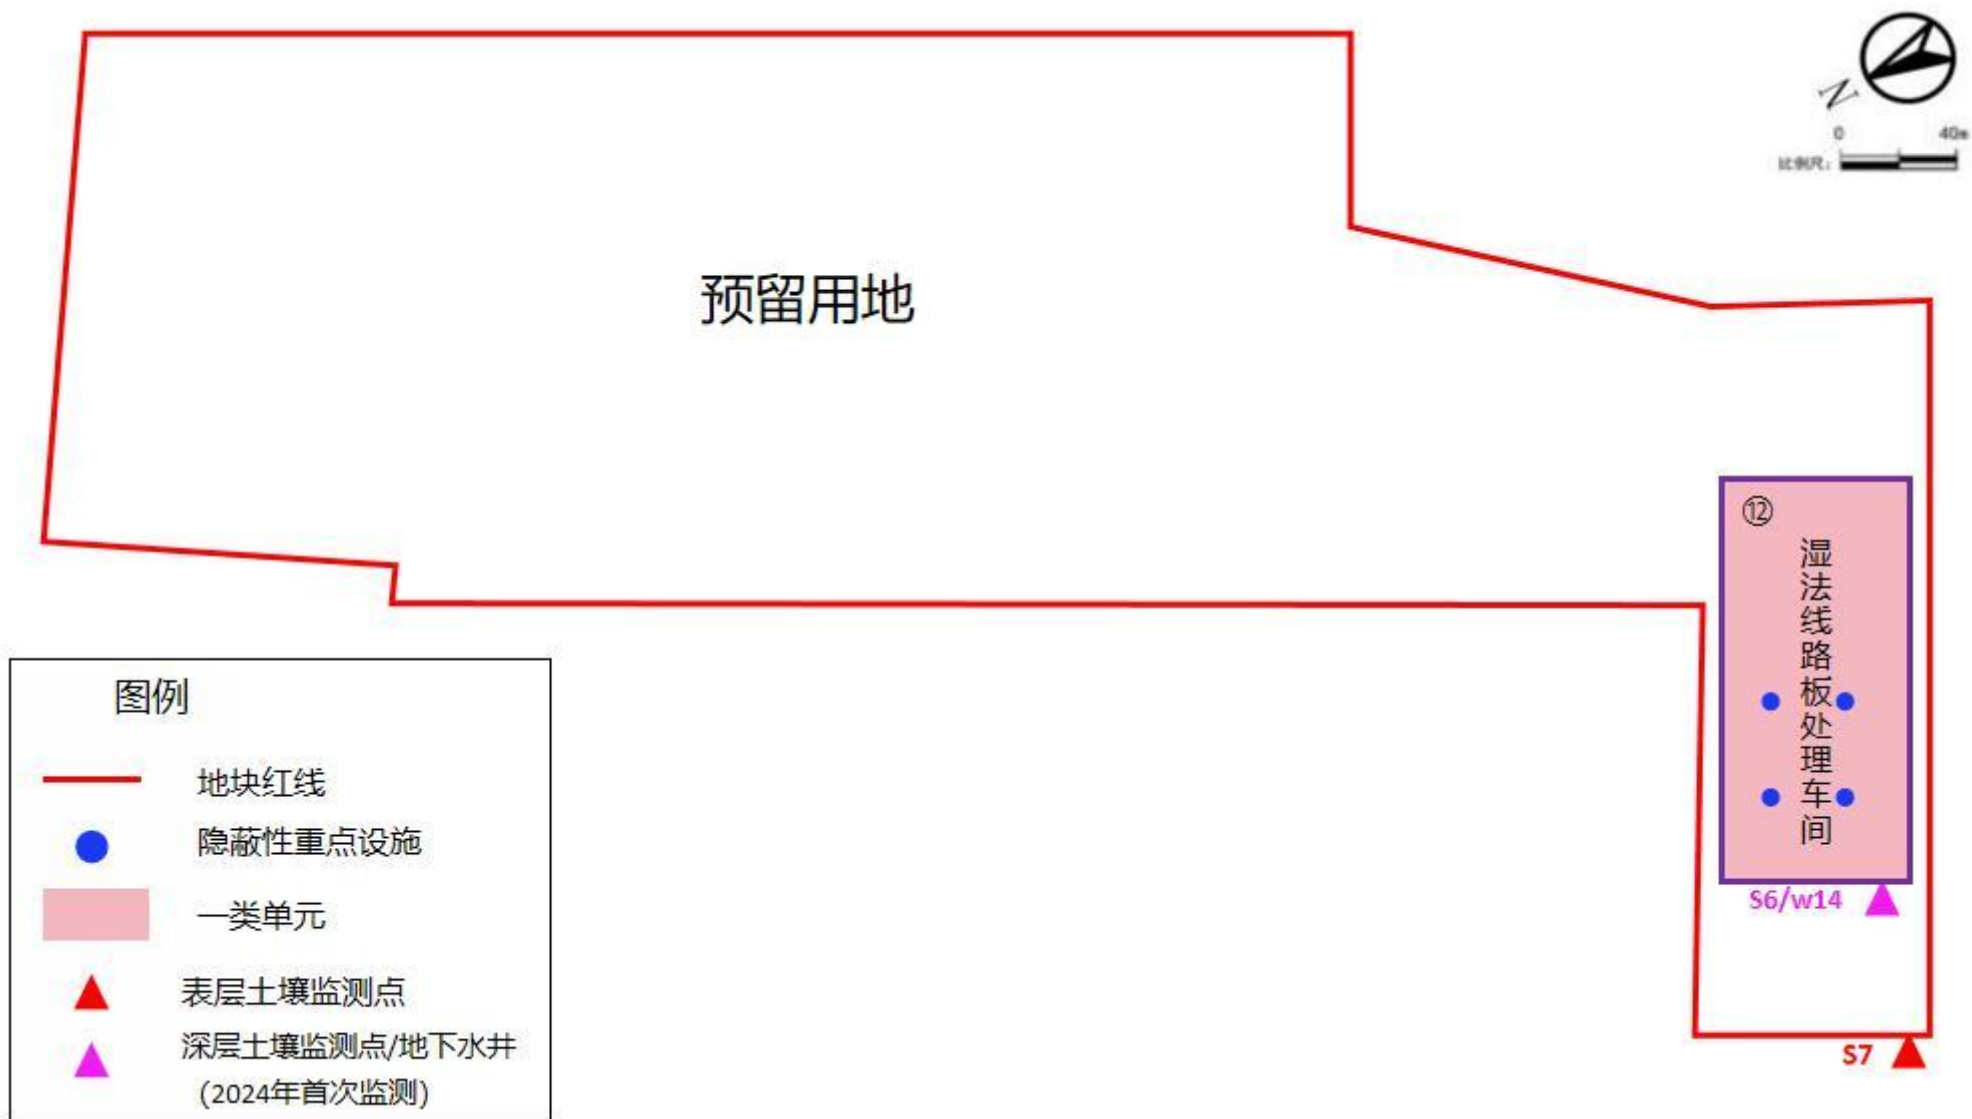 N
0 40m
比例尺:
预留用地
⑫
湿法线路板处理车间
S6/w14
S7
图例
地块红线
隐蔽性重点设施
一类单元
表层土壤监测点
深层土壤监测点/地下水井
(2024年首次监测)